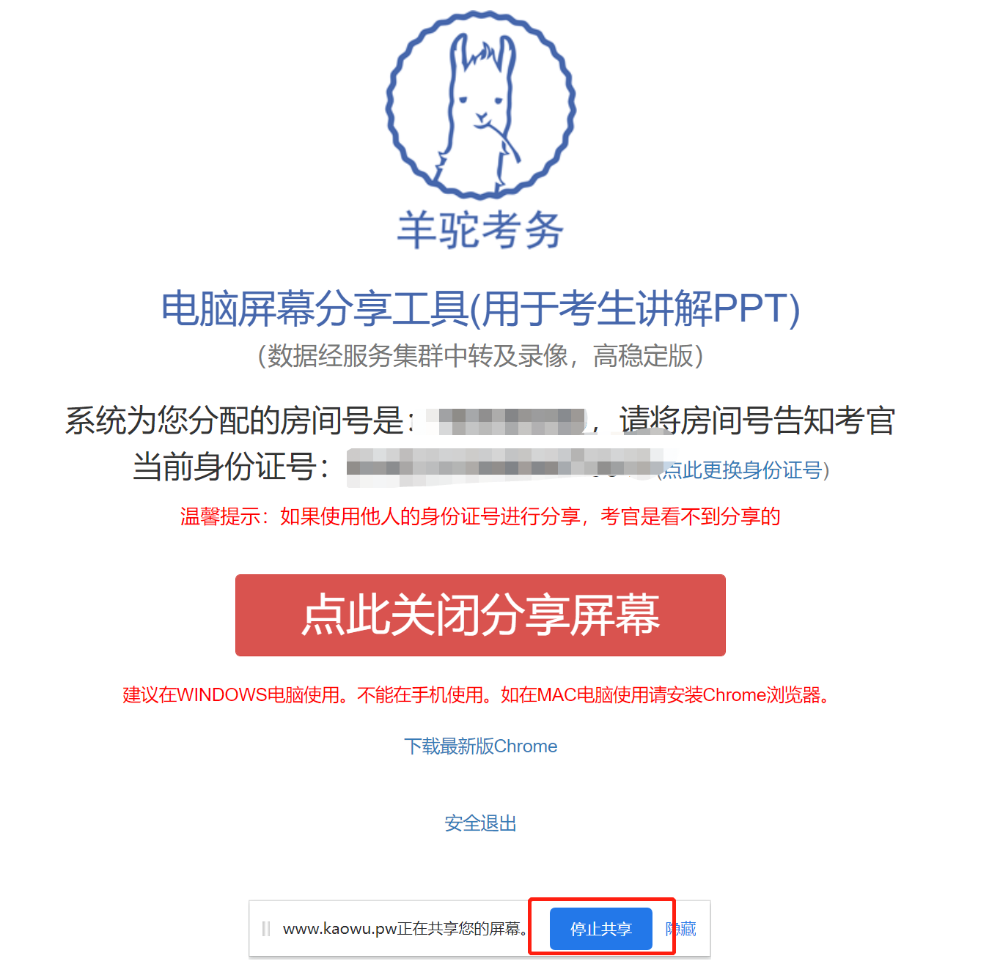 羊驼考务
电脑屏幕分享工具(用于考生讲解PPT)
（数据经服务集群中转及录像，高稳定版）
系统为您分配的房间号是： ，请将房间号告知考官
当前身份证号： (点此更换身份证号)
温馨提示：如果使用他人的身份证号进行分享，考官是看不到分享的
点此关闭分享屏幕
建议在WINDOWS电脑使用。不能在手机使用。如在MAC电脑使用请安装Chrome浏览器。
下载最新版Chrome
安全退出
www.kaowu.pw正在共享您的屏幕。 停止共享 隐藏